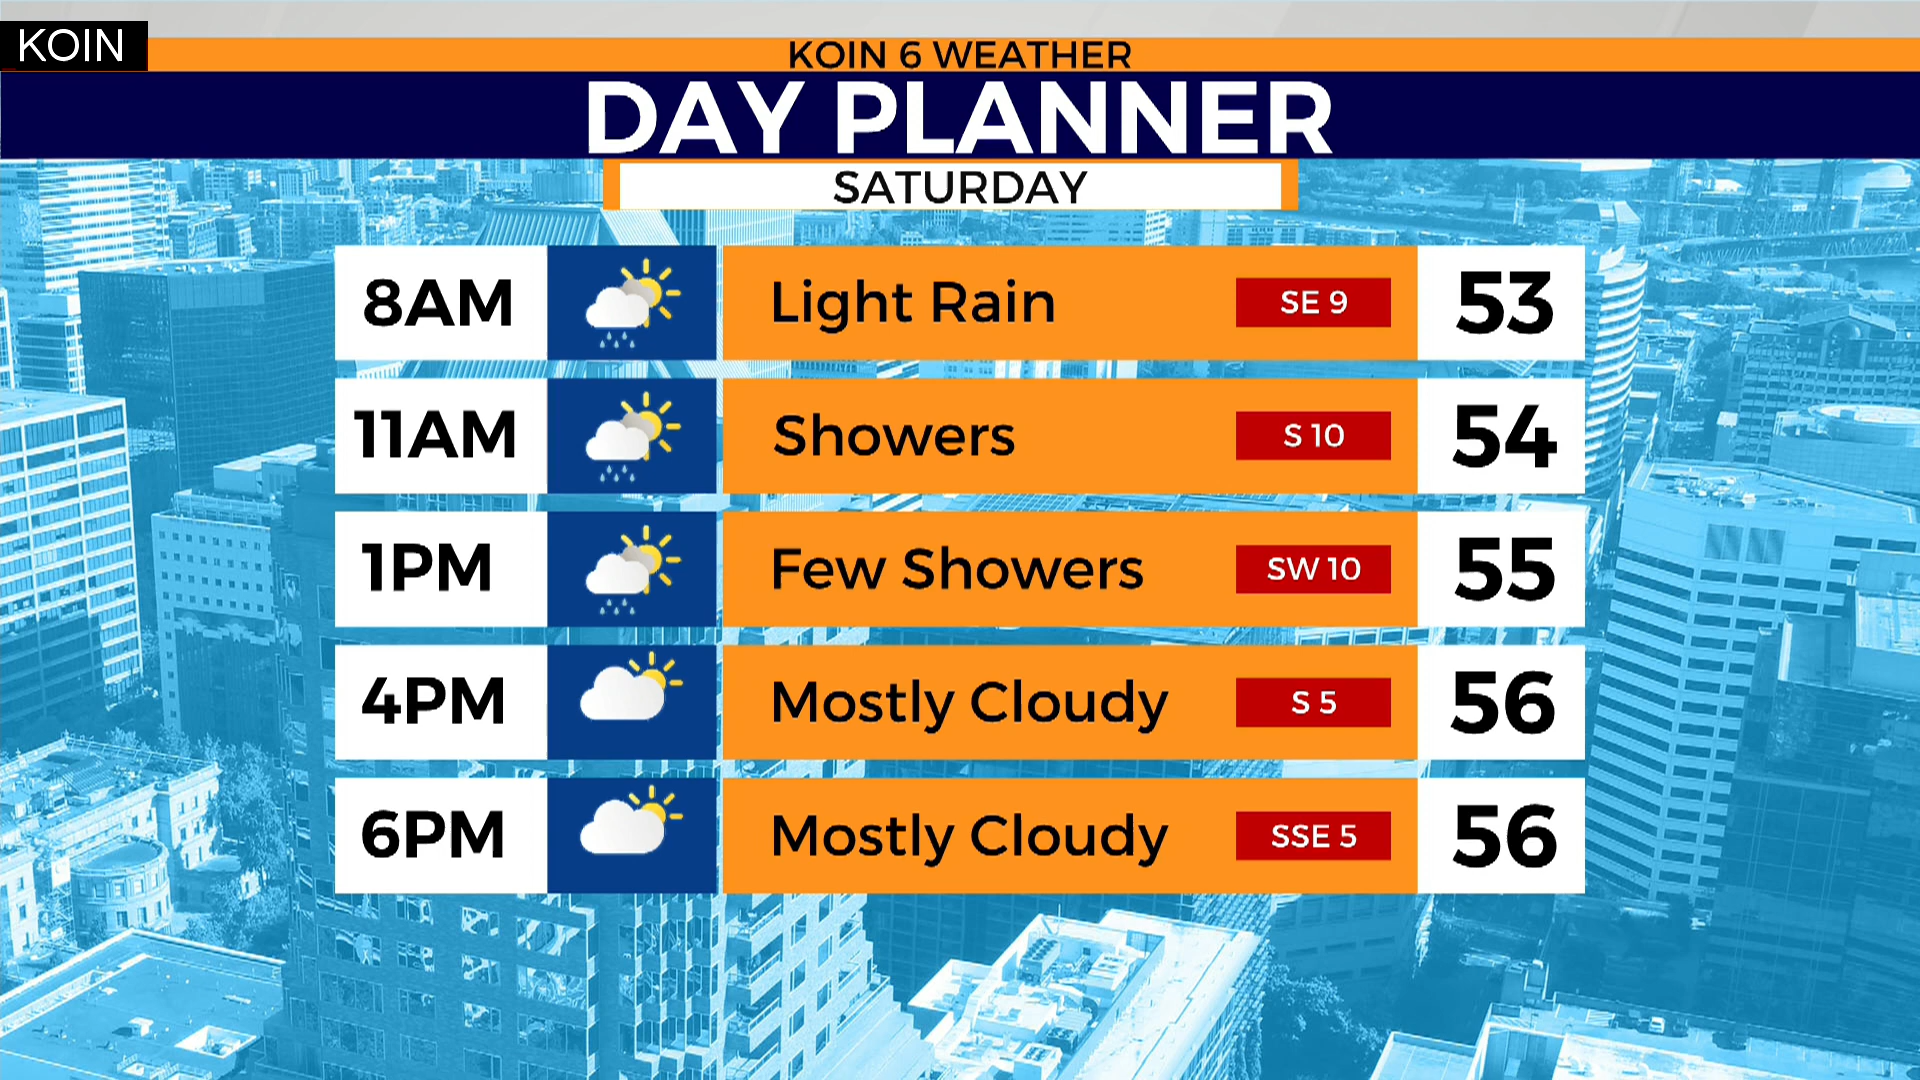 KOIN
KOIN 6 WEATHER
DAY PLANNER
SATURDAY
8AM Light Rain SE 9 53
11AM Showers S 10 54
1PM Few Showers SW 10 55
4PM Mostly Cloudy S 5 56
6PM Mostly Cloudy SSE 5 56